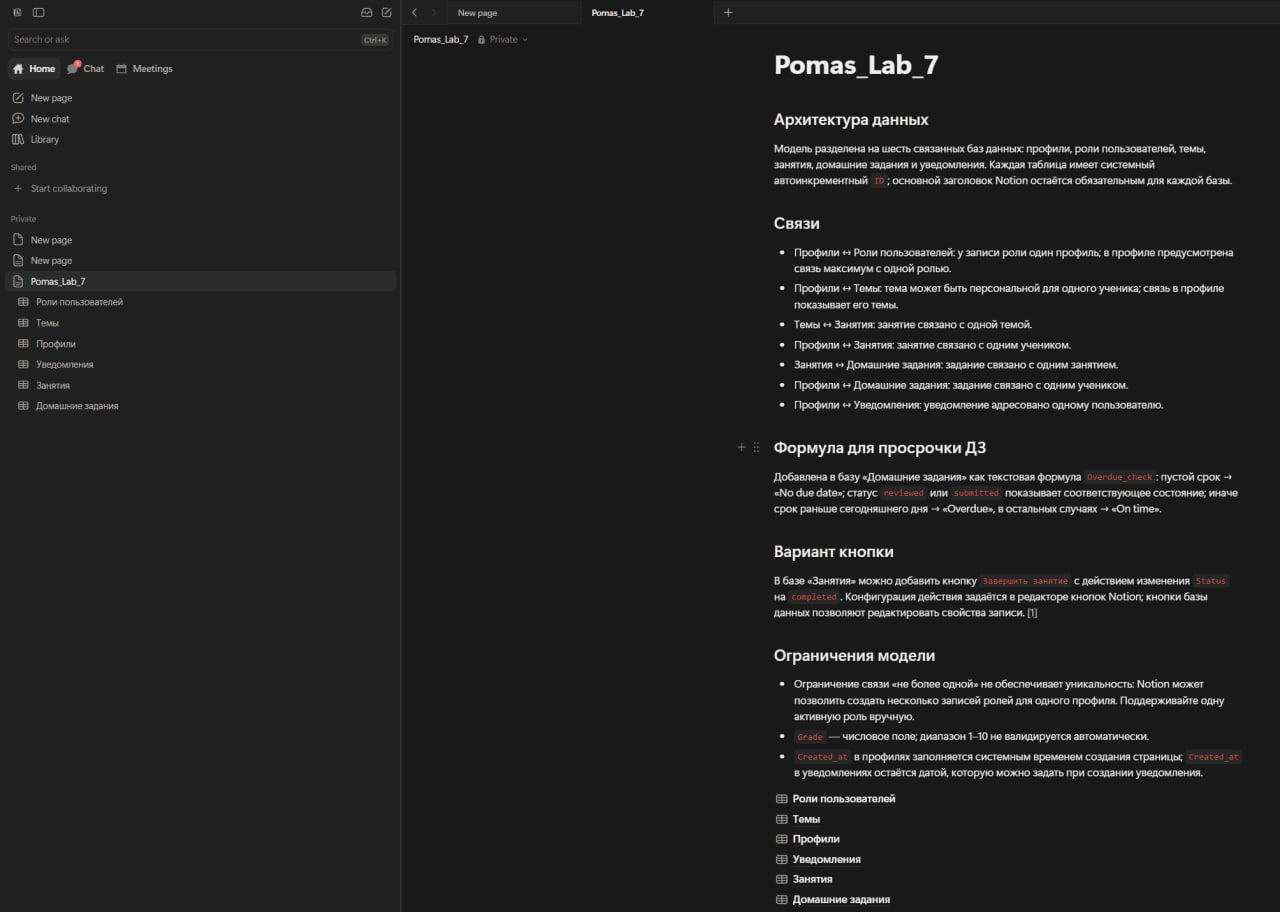 New page
Pomas_Lab_7
Search or ask
Ctrl+K
Pomas_Lab_7
Private
Home
1
Chat
Meetings
New page
New chat
Library
Shared
Start collaborating
Private
New page
New page
Pomas_Lab_7
Роли пользователей
Темы
Профили
Уведомления
Занятия
Домашние задания
Pomas_Lab_7
Архитектура данных
Модель разделена на шесть связанных баз данных: профили, роли пользователей, темы,
занятия, домашние задания и уведомления. Каждая таблица имеет системный
автоинкрементный ID; основной заголовок Notion остаётся обязательным для каждой базы.
Связи
• Профили ↔ Роли пользователей: у записи роли один профиль; в профиле предусмотрена
связь максимум с одной ролью.
• Профили ↔ Темы: тема может быть персональной для одного ученика; связь в профиле
показывает его темы.
• Темы ↔ Занятия: занятие связано с одной темой.
• Профили ↔ Занятия: занятие связано с одним учеником.
• Занятия ↔ Домашние задания: задание связано с одним занятием.
• Профили ↔ Домашние задания: задание связано с одним учеником.
• Профили ↔ Уведомления: уведомление адресовано одному пользователю.
Формула для просрочки ДЗ
Добавлена в базу «Домашние задания» как текстовая формула Overdue_check: пустой срок →
«No due date»; статус reviewed или submitted показывает соответствующее состояние; иначе
срок раньше сегодняшнего дня → «Overdue», в остальных случаях → «On time».
Вариант кнопки
В базе «Занятия» можно добавить кнопку Завершить занятие с действием изменения Status
на completed. Конфигурация действия задаётся в редакторе кнопок Notion; кнопки базы
данных позволяют редактировать свойства записи. [1]
Ограничения модели
• Ограничение связи «не более одной» не обеспечивает уникальность: Notion может
позволить создать несколько записей ролей для одного профиля. Поддерживайте одну
активную роль вручную.
• Grade — числовое поле; диапазон 1–10 не валидируется автоматически.
• Created_at в профилях заполняется системным временем создания страницы; Created_at
в уведомлениях остаётся датой, которую можно задать при создании уведомления.
Роли пользователей
Темы
Профили
Уведомления
Занятия
Домашние задания